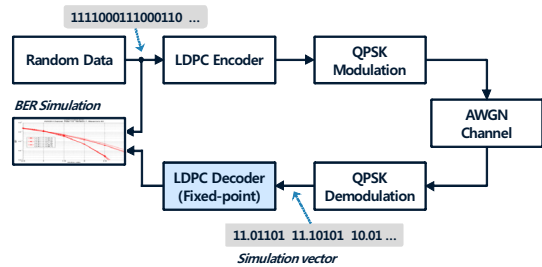 1111000111000110 ...
Random Data
LDPC Encoder
QPSK
Modulation
BER Simulation
AWGN
Channel
LDPC Decoder
(Fixed-point)
QPSK
Demodulation
11.01101 11.10101 10.01 ...
Simulation vector